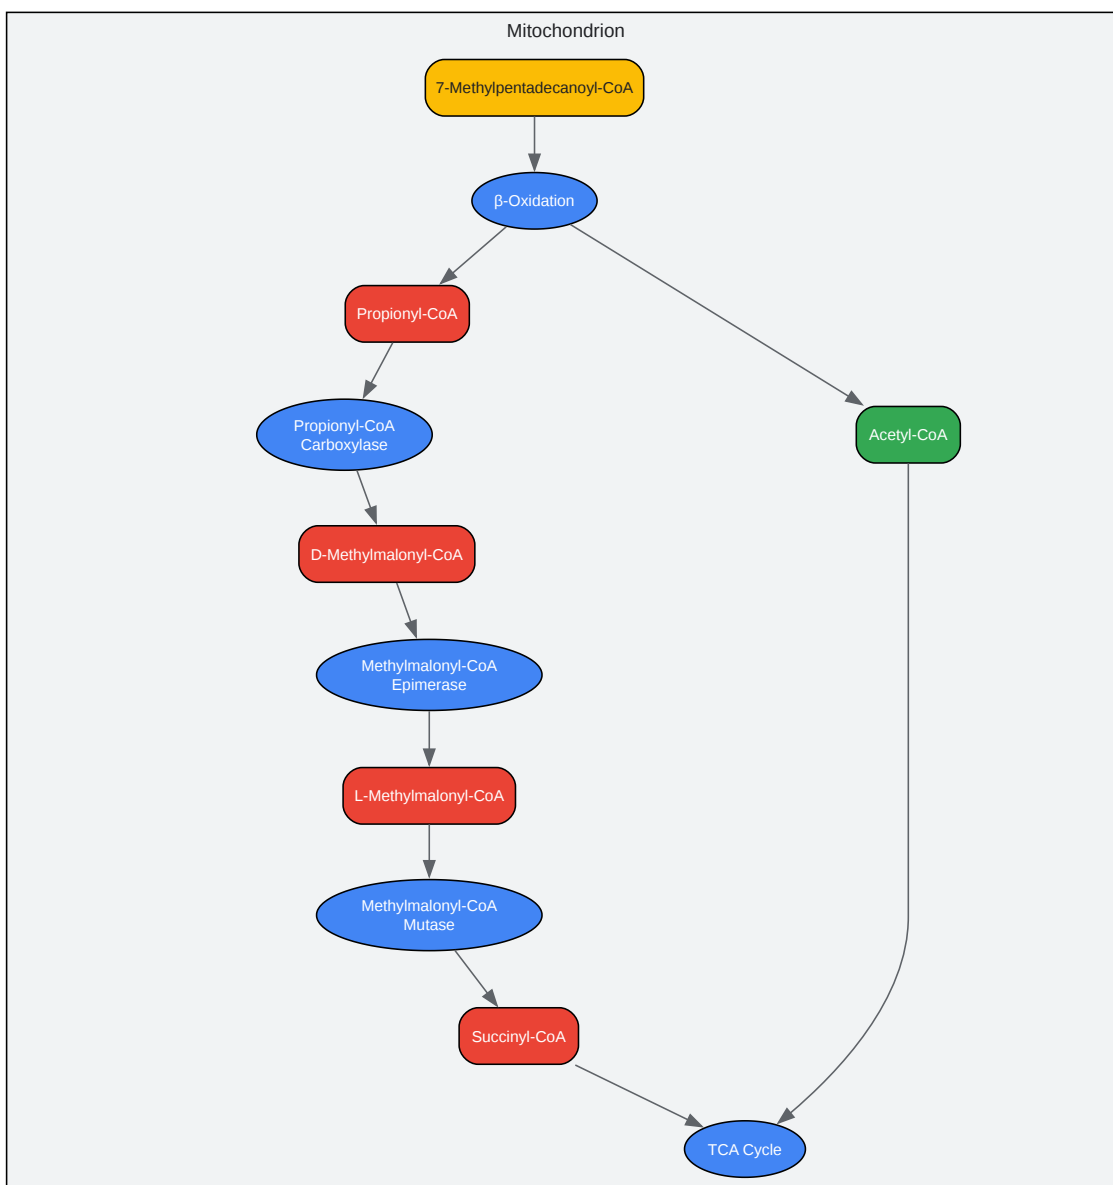 Mitochondrion
7-Methylpentadecanoyl-CoA
β-Oxidation
Propionyl-CoA
Propionyl-CoA
Carboxylase
Acetyl-CoA
D-Methylmalonyl-CoA
Methylmalonyl-CoA
Epimerase
L-Methylmalonyl-CoA
Methylmalonyl-CoA
Mutase
Succinyl-CoA
TCA Cycle